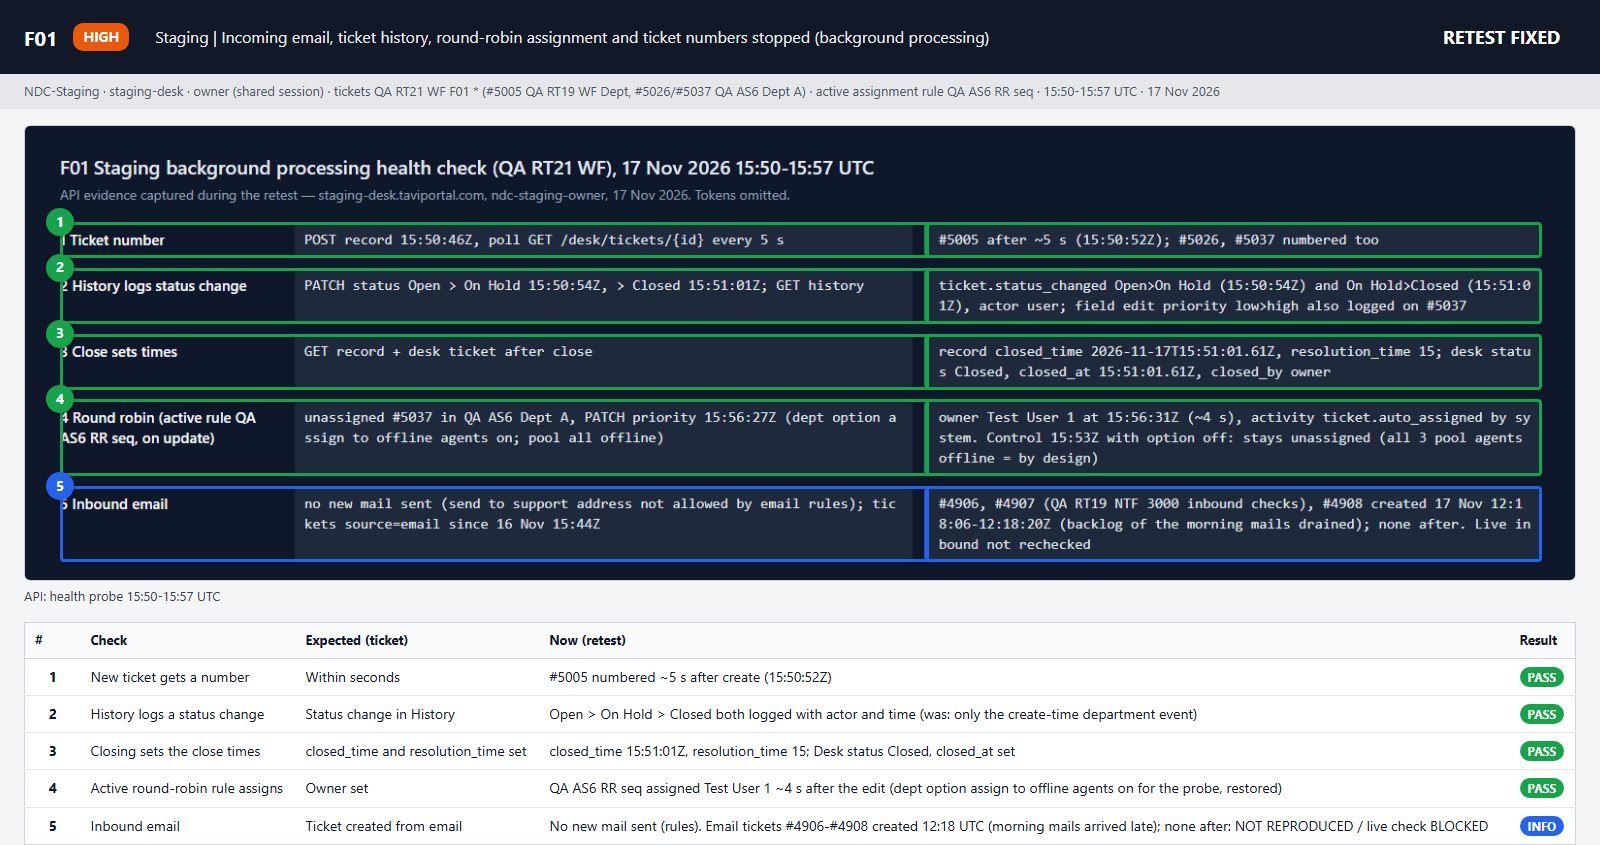 F01 HIGH Staging | Incoming email, ticket history, round-robin assignment and ticket numbers stopped (background processing) RETEST FIXED
NDC-Staging · staging-desk · owner (shared session) · tickets QA RT21 WF F01 * (#5005 QA RT19 WF Dept, #5026/#5037 QA AS6 Dept A) · active assignment rule QA AS6 RR seq · 15:50-15:57 UTC · 17 Nov 2026
F01 Staging background processing health check (QA RT21 WF), 17 Nov 2026 15:50-15:57 UTC
API evidence captured during the retest — staging-desk.taviportal.com, ndc-staging-owner, 17 Nov 2026. Tokens omitted.
1
1 Ticket number POST record 15:50:46Z, poll GET /desk/tickets/{id} every 5 s #5005 after ~5 s (15:50:52Z); #5026, #5037 numbered too
2
2 History logs status change PATCH status Open > On Hold 15:50:54Z, > Closed 15:51:01Z; GET history ticket.status_changed Open>On Hold (15:50:54Z) and On Hold>Closed (15:51:0
1Z), actor user; field edit priority low>high also logged on #5037
3
3 Close sets times GET record + desk ticket after close record closed_time 2026-11-17T15:51:01.61Z, resolution_time 15; desk statu
s Closed, closed_at 15:51:01.61Z, closed_by owner
4
4 Round robin (active rule QA unassigned #5037 in QA AS6 Dept A, PATCH priority 15:56:27Z (dept option a owner Test User 1 at 15:56:31Z (~4 s), activity ticket.auto_assigned by sy
AS6 RR seq, on update) ssign to offline agents on; pool all offline) stem. Control 15:53Z with option off: stays unassigned (all 3 pool agents
offline = by design)
5
5 Inbound email no new mail sent (send to support address not allowed by email rules); tic #4906, #4907 (QA RT19 NTF 3000 inbound checks), #4908 created 17 Nov 12:1
kets source=email since 16 Nov 15:44Z 8:06-12:18:20Z (backlog of the morning mails drained); none after. Live in
bound not rechecked
API: health probe 15:50-15:57 UTC
# Check Expected (ticket) Now (retest) Result
1 New ticket gets a number Within seconds #5005 numbered ~5 s after create (15:50:52Z) PASS
2 History logs a status change Status change in History Open > On Hold > Closed both logged with actor and time (was: only the create-time department event) PASS
3 Closing sets the close times closed_time and resolution_time set closed_time 15:51:01Z, resolution_time 15; Desk status Closed, closed_at set PASS
4 Active round-robin rule assigns Owner set QA AS6 RR seq assigned Test User 1 ~4 s after the edit (dept option assign to offline agents on for the probe, restored) PASS
5 Inbound email Ticket created from email No new mail sent (rules). Email tickets #4906-#4908 created 12:18 UTC (morning mails arrived late); none after: NOT REPRODUCED / live check BLOCKED INFO